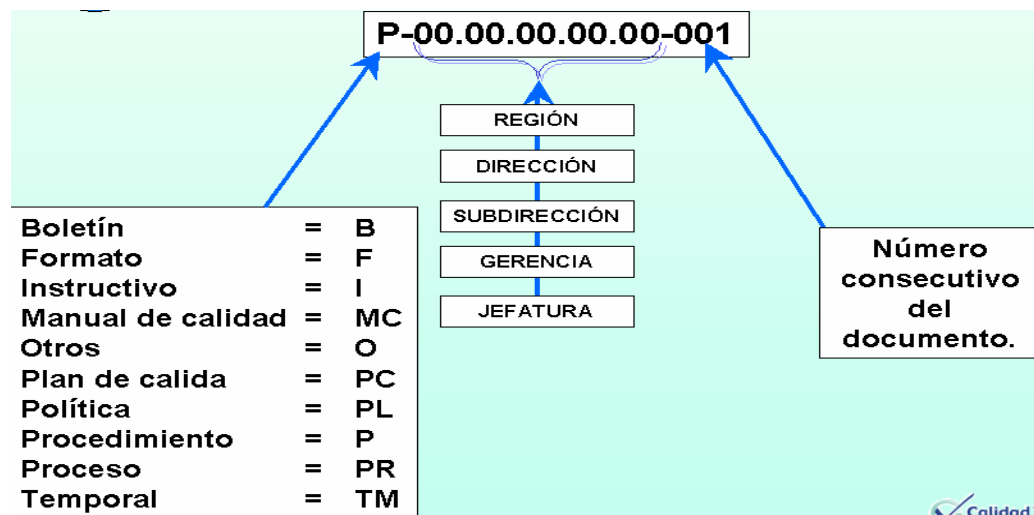 P-00.00.00.00.00-001
REGIÓN
DIRECCIÓN
SUBDIRECCIÓN
GERENCIA
JEFATURA
Boletín = B
Formato = F
Instructivo = I
Manual de calidad = MC
Otros = O
Plan de calida = PC
Política = PL
Procedimiento = P
Proceso = PR
Temporal = TM
Número
consecutivo
del
documento.
Calidad